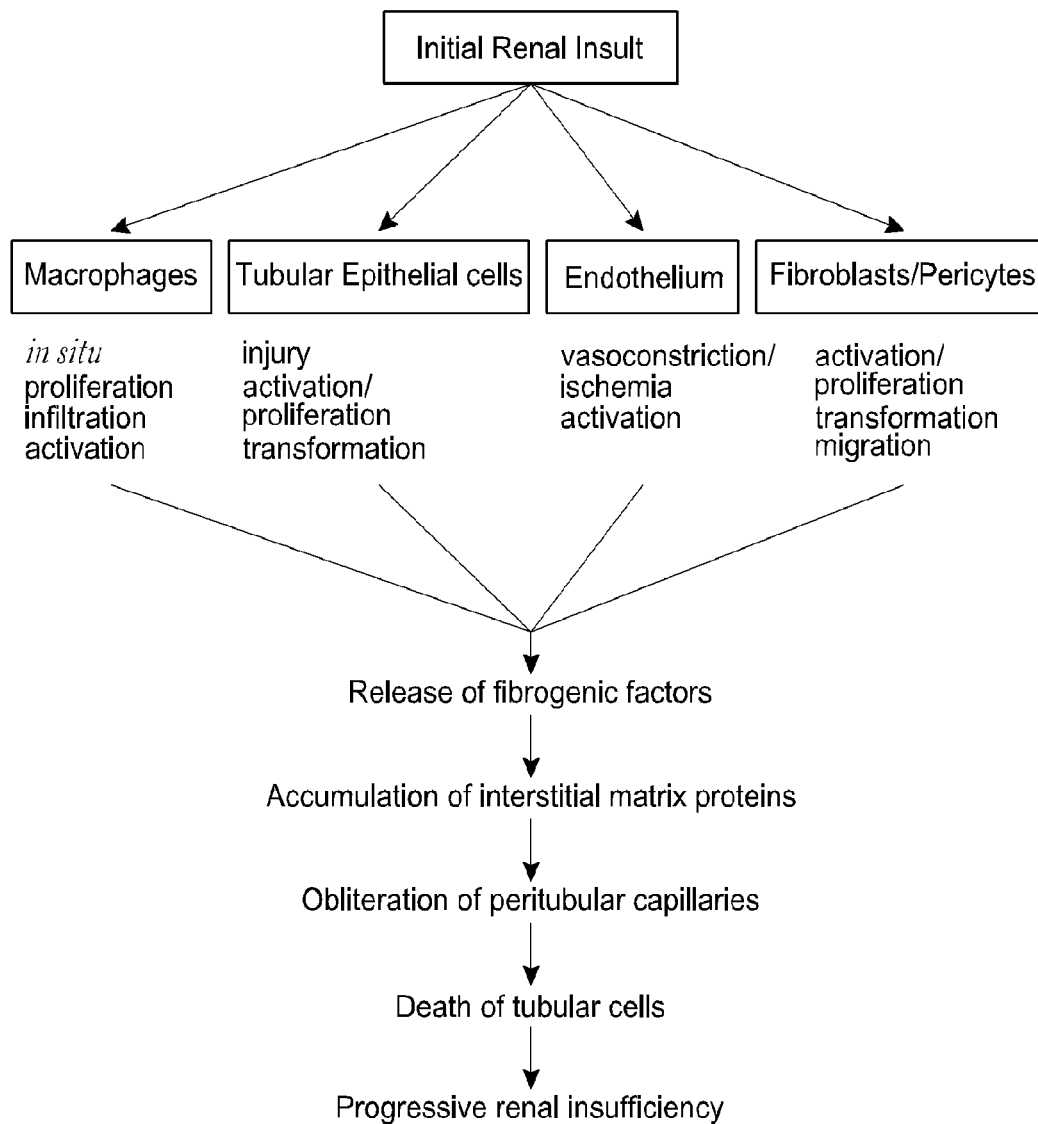 Initial Renal Insult
Macrophages
Tubular Epithelial cells
Endothelium
Fibroblasts/Pericytes
in situ
proliferation
infiltration
activation
injury
activation/
proliferation
transformation
vasoconstriction/
ischemia
activation
activation/
proliferation
transformation
migration
Release of fibrogenic factors
Accumulation of interstitial matrix proteins
Obliteration of peritubular capillaries
Death of tubular cells
Progressive renal insufficiency